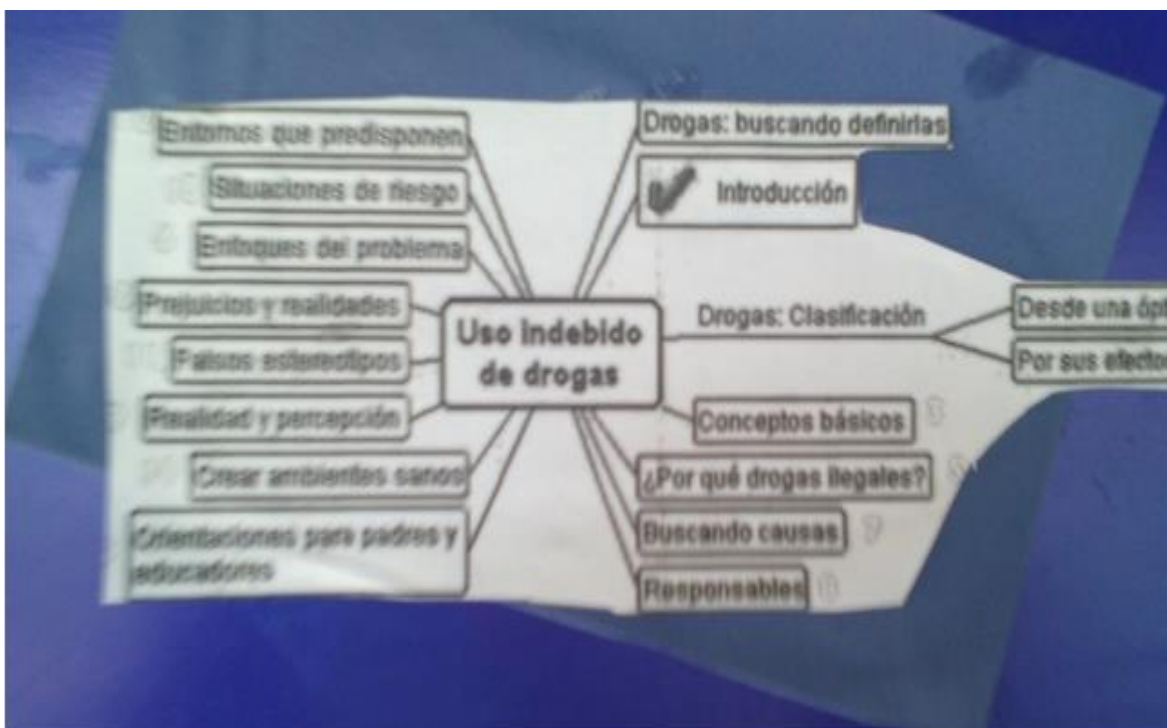 Entornos que predisponen
Situaciones de riesgo
Enfoques del problema
Prejuicios y realidades
Falsos estereotipos
Realidad y percepción
Crear ambientes sanos
Orientaciones para padres y
educadores
Uso indebido
de drogas
Drogas: buscando definirlas
Introducción
Drogas: Clasificación
Desde una
Por sus
Conceptos básicos
¿Por qué drogas ilegales?
Buscando causas
Responsables